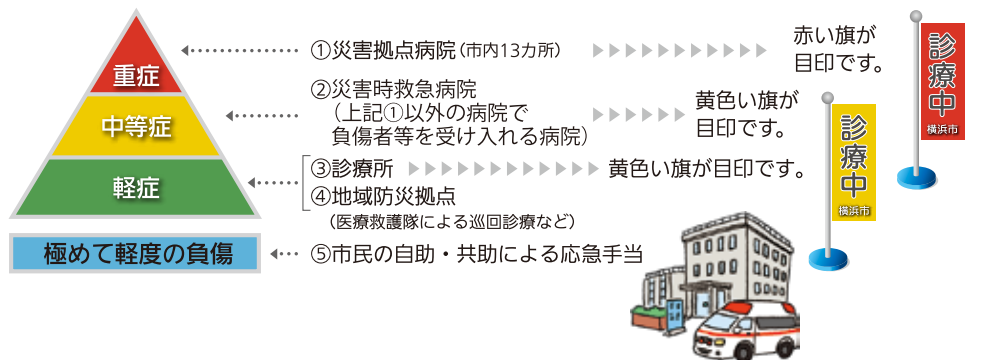 重症
①災害拠点病院（市内13カ所）
赤い旗が
目印です。
診療中
横浜市
中等症
②災害時救急病院
（上記①以外の病院で
負傷者等を受け入れる病院）
黄色い旗が
目印です。
診療中
横浜市
軽症
③診療所
黄色い旗が目印です。
④地域防災拠点
（医療救護隊による巡回診療など）
極めて軽度の負傷
⑤市民の自助・共助による応急手当